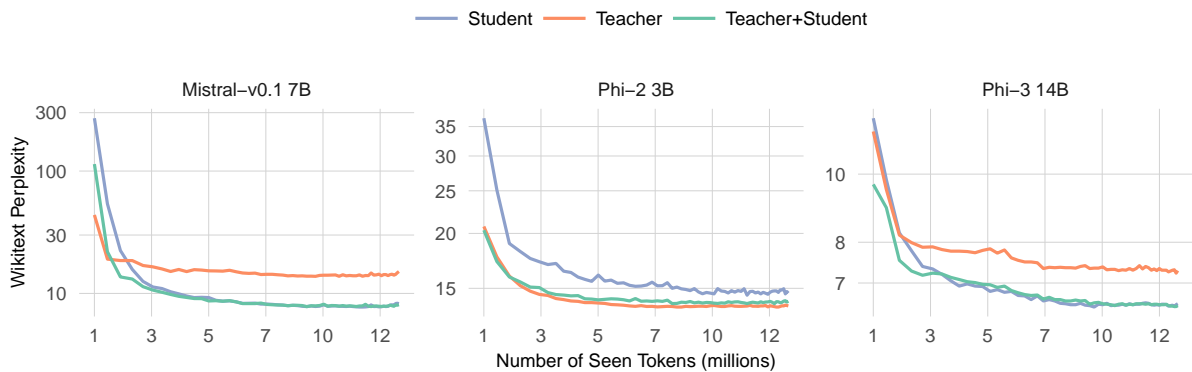 Student Teacher Teacher+Student
Mistral−v0.1 7B Phi−2 3B Phi−3 14B
Wikitext Perplexity
300
100
30
10
1 3 5 7 10 12
35
30
25
20
15
1 3 5 7 10 12
10
8
7
1 3 5 7 10 12
Number of Seen Tokens (millions)